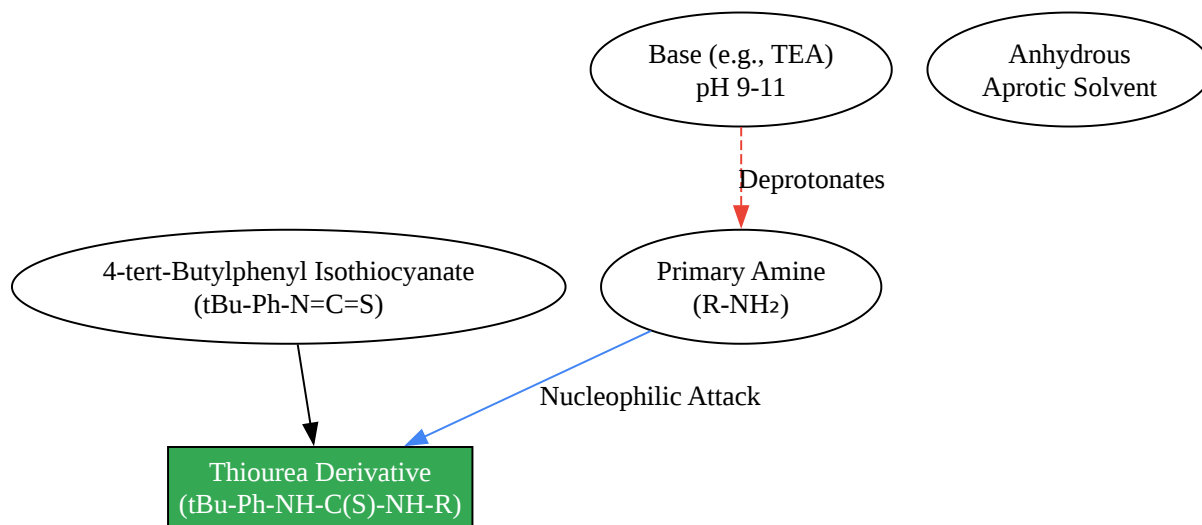 Base (e.g., TEA)
pH 9-11
Anhydrous
Aprotic Solvent
Deprotonates
4-tert-Butylphenyl Isothiocyanate
(tBu-Ph-N=C=S)
Primary Amine
(R-NH₂)
Nucleophilic Attack
Thiourea Derivative
(tBu-Ph-NH-C(S)-NH-R)